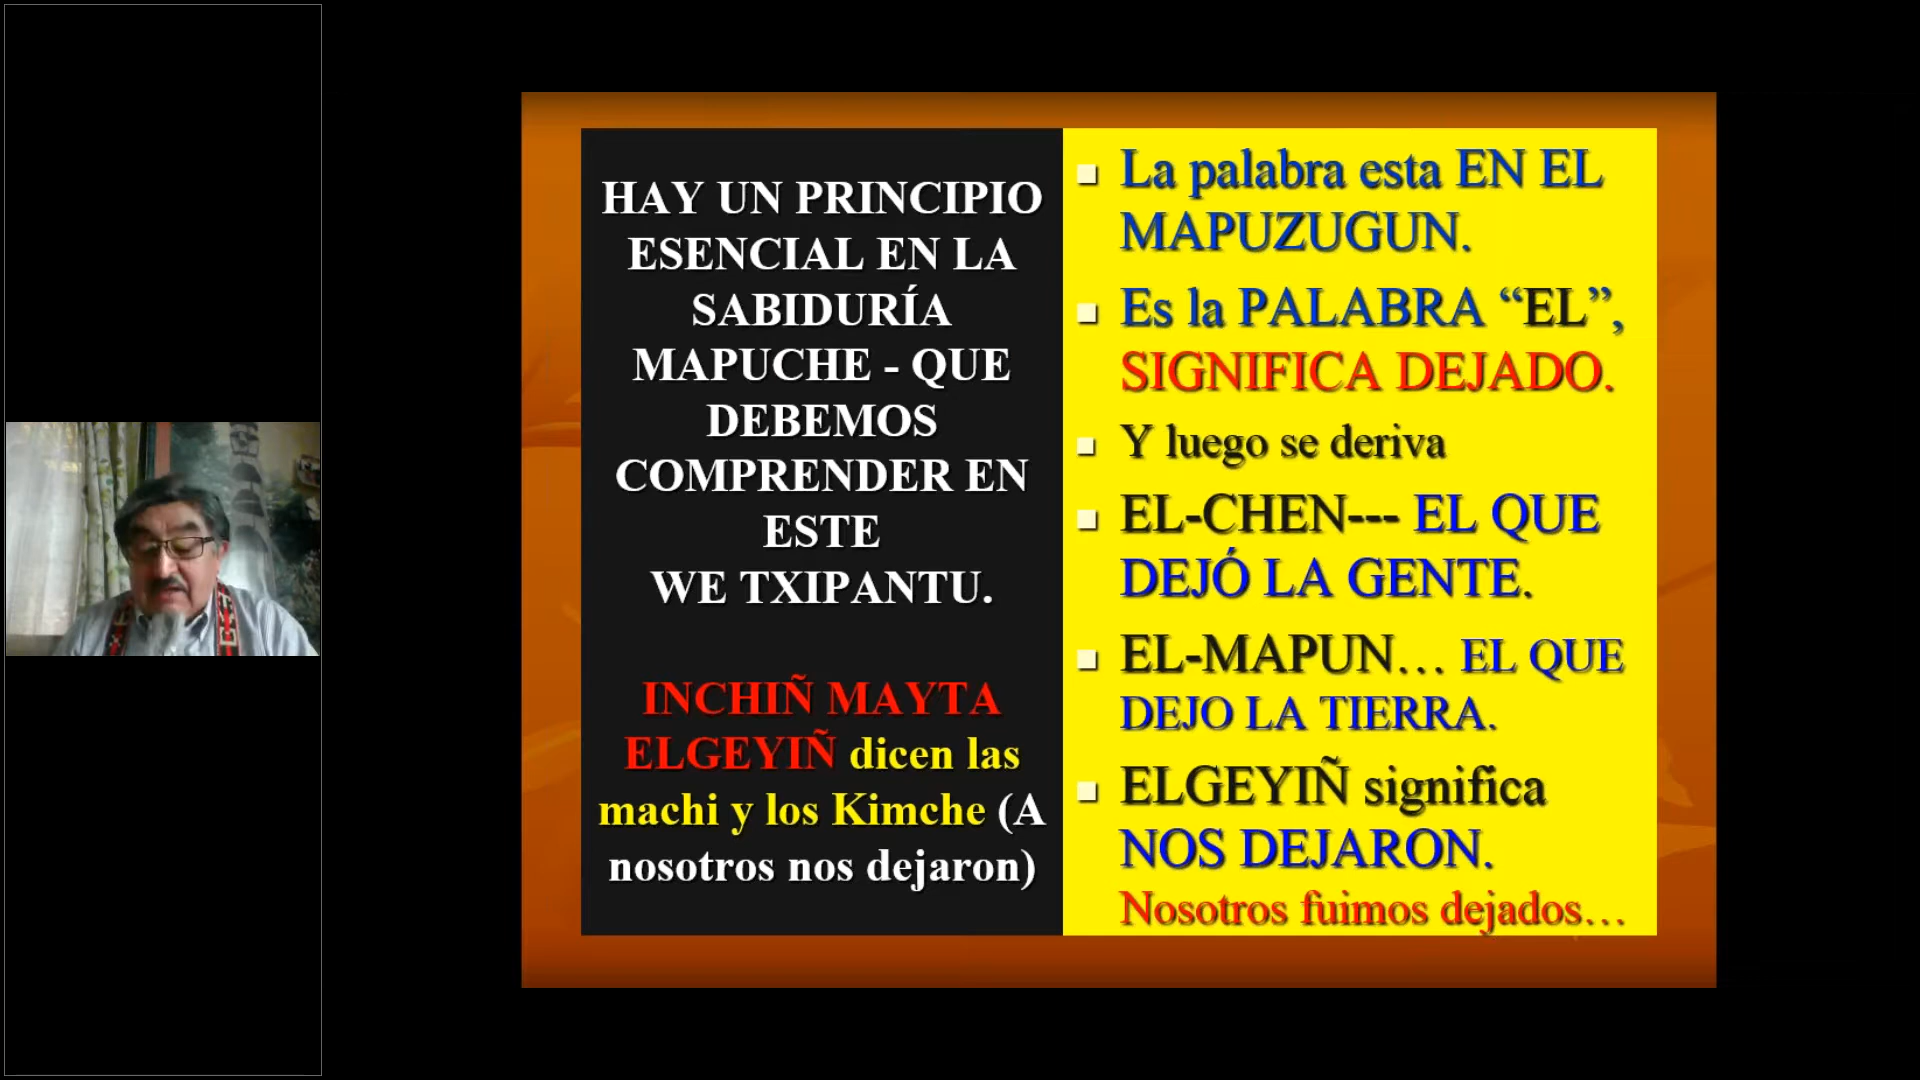 HAY UN PRINCIPIO
ESENCIAL EN LA
SABIDURÍA
MAPUCHE - QUE
DEBEMOS
COMPRENDER EN
ESTE
WE TXIPANTU.
INCHIÑ MAYTA
ELGEYIÑ dicen las
machi y los Kimche (A
nosotros nos dejaron)
La palabra esta EN EL
MAPUZUGUN.
Es la PALABRA “EL”,
SIGNIFICA DEJADO.
Y luego se deriva
EL-CHEN--- EL QUE
DEJÓ LA GENTE.
EL-MAPUN… EL QUE
DEJO LA TIERRA.
ELGEYIÑ significa
NOS DEJARON.
Nosotros fuimos dejados…